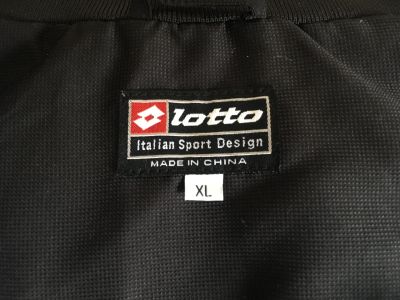 lotto
Italian Sport Design
MADE IN CHINA
XL